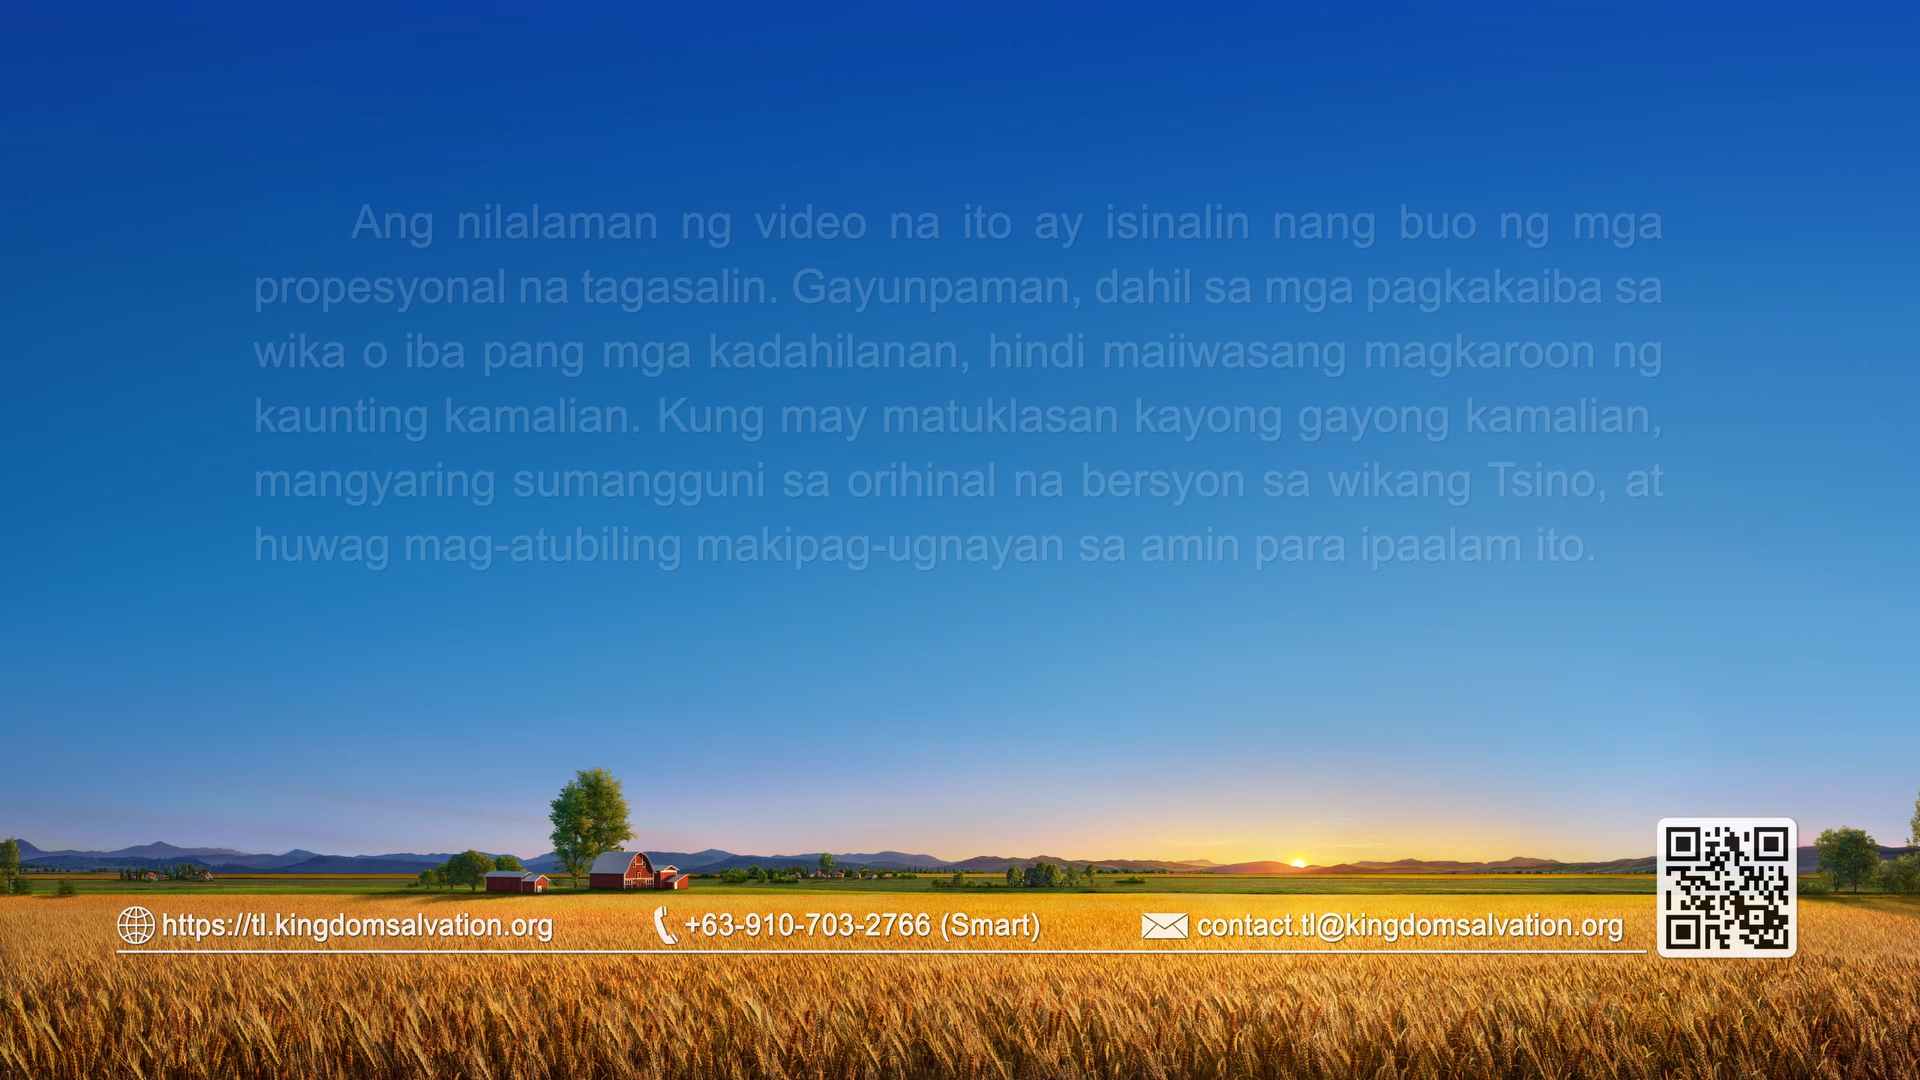 Ang nilalaman ng video na ito ay isinalin nang buo ng mga
propesyonal na tagasalin. Gayunpaman, dahil sa mga pagkakaiba sa
wika o iba pang mga kadahilanan, hindi maiiwasang magkaroon ng
kaunting kamalian. Kung may matuklasan kayong gayong kamalian,
mangyaring sumangguni sa orihinal na bersyon sa wikang Tsino, at
huwag mag-atubiling makipag-ugnayan sa amin para ipaalam ito.
https://tl.kingdomsalvation.org +63-910-703-2766 (Smart) contact.tl@kingdomsalvation.org